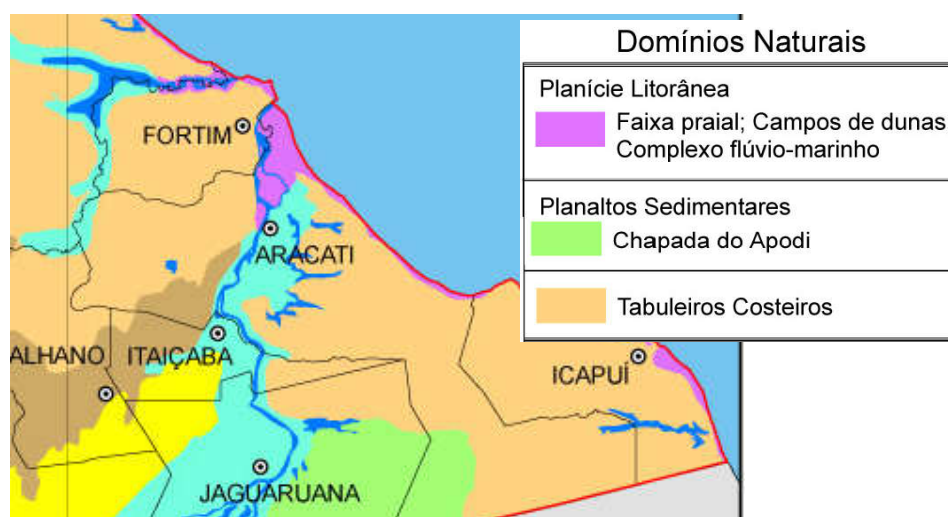 Domínios Naturais
Planície Litorânea
Faixa praial; Campos de dunas
Complexo flúvio-marinho
Planaltos Sedimentares
Chapada do Apodi
Tabuleiros Costeiros
FORTIM
ARACATI
ALHANO
ITAIÇABA
ICAPUÍ
JAGUARUANA